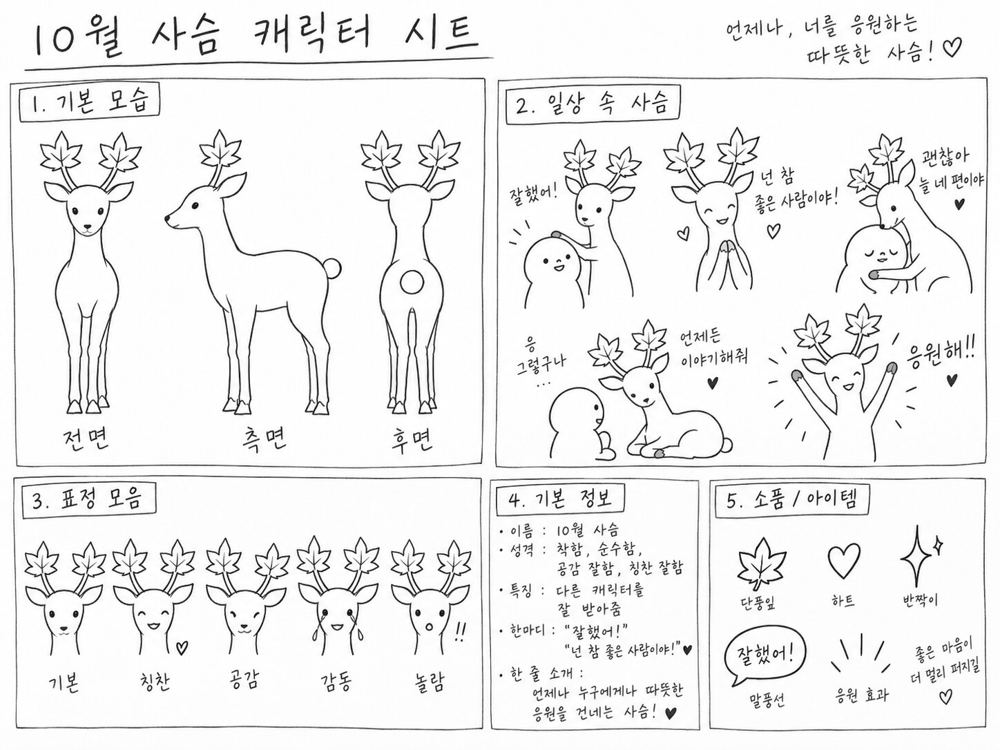 10월 사슴 캐릭터 시트
언제나, 너를 응원하는
따뜻한 사슴! ♡
1. 기본 모습
전면
측면
후면
2. 일상 속 사슴
잘했어!
넌 참
좋은 사람이야!
괜찮아
늘 네 편이야
♥
응
그렇구나
...
언제든
이야기해줘
♥
응원해!!
♥
3. 표정 모음
!!
기본
칭찬
공감
감동
놀람
4. 기본 정보
• 이름 : 10월 사슴
• 성격 : 착함, 순수함,
공감 잘함, 칭찬 잘함
• 특징 : 다른 캐릭터를
잘 받아줌
• 한마디 : “잘했어!”
“넌 참 좋은 사람이야!” ♥
• 한 줄 소개 :
언제나 누구에게나 따뜻한
응원을 건네는 사슴! ♥
5. 소품 / 아이템
단풍잎
하트
반짝이
잘했어!
말풍선
응원 효과
좋은 마음이
더 멀리 퍼지길
♡